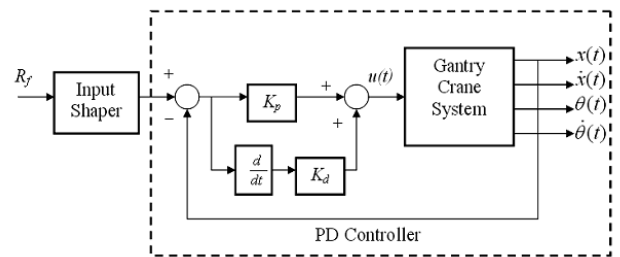 R_f
Input
Shaper
+
−
K_p
d
dt
K_d
+
+
u(t)
Gantry
Crane
System
x(t)
ẋ(t)
θ(t)
θ̇(t)
PD Controller